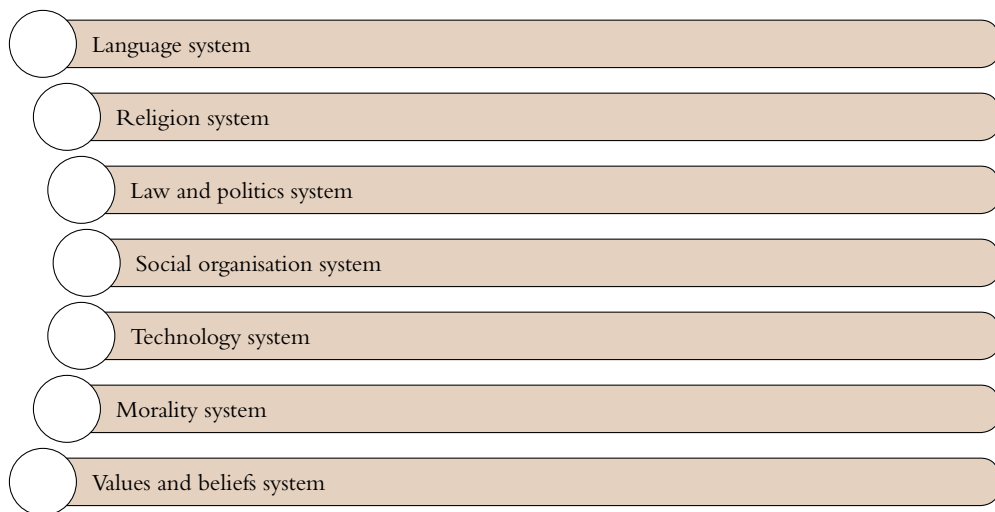 Language system
Religion system
Law and politics system
Social organisation system
Technology system
Morality system
Values and beliefs system